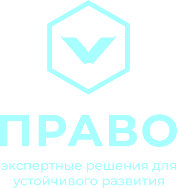 ПРАВО
экспертные решения для
устойчивого развития